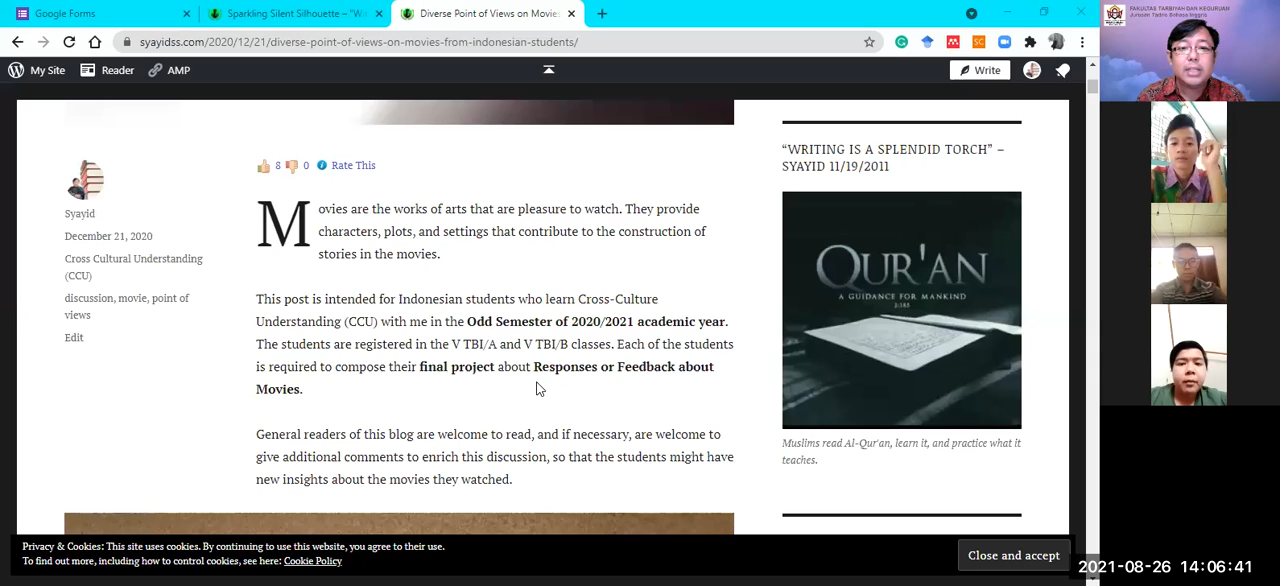 Google Forms
Sparkling Silent Silhouette – "Wi
Diverse Point of Views on Movies
syayidss.com/2020/12/21/diverse-point-of-views-on-movies-from-indonesian-students/
My Site
Reader
AMP
Write
8
0
Rate This
Syayid
December 21, 2020
Cross Cultural Understanding
(CCU)
discussion, movie, point of
views
Edit
Movies are the works of arts that are pleasure to watch. They provide
characters, plots, and settings that contribute to the construction of
stories in the movies.
This post is intended for Indonesian students who learn Cross-Culture
Understanding (CCU) with me in the Odd Semester of 2020/2021 academic year.
The students are registered in the V TBI/A and V TBI/B classes. Each of the students
is required to compose their final project about Responses or Feedback about
Movies.
General readers of this blog are welcome to read, and if necessary, are welcome to
give additional comments to enrich this discussion, so that the students might have
new insights about the movies they watched.
"WRITING IS A SPLENDID TORCH" –
SYAYID 11/19/2011
QUR'AN
A GUIDANCE FOR MANKIND
2:185
Muslims read Al-Qur'an, learn it, and practice what it
teaches.
Privacy & Cookies: This site uses cookies. By continuing to use this website, you agree to their use.
To find out more, including how to control cookies, see here: Cookie Policy
Close and accept
FAKULTAS TARBIYAH DAN KEGURUAN
Jurusan Tadris Bahasa Inggris
2021-08-26 14:06:41